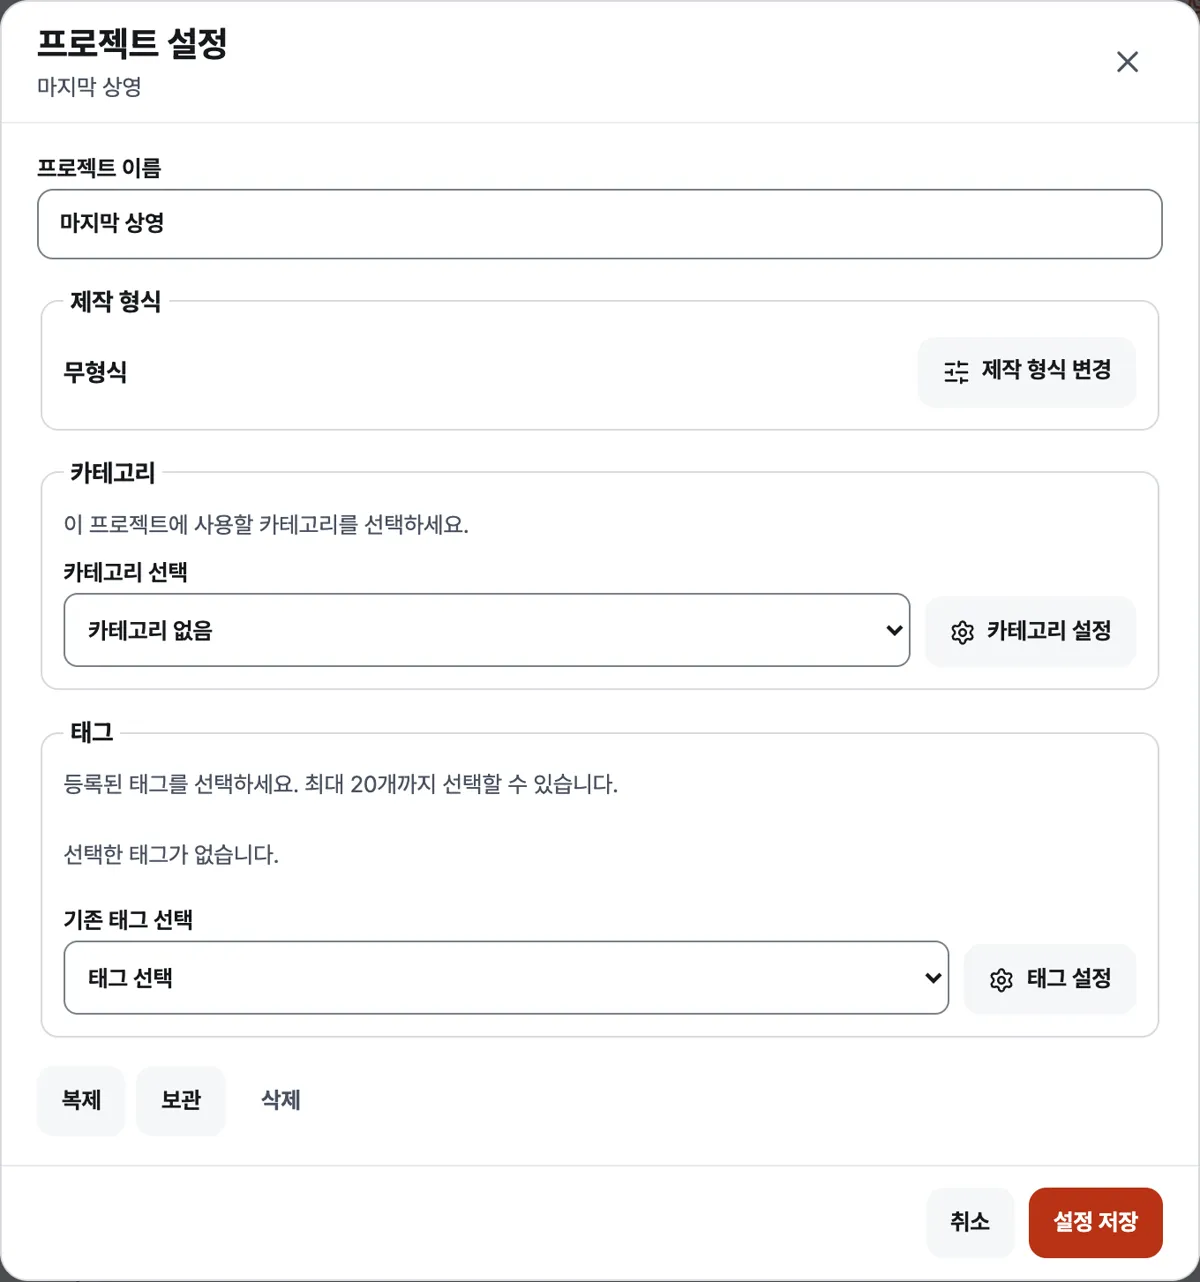 프로젝트 설정
마지막 상영
프로젝트 이름
마지막 상영
제작 형식
무형식
제작 형식 변경
카테고리
이 프로젝트에 사용할 카테고리를 선택하세요.
카테고리 선택
카테고리 없음
카테고리 설정
태그
등록된 태그를 선택하세요. 최대 20개까지 선택할 수 있습니다.
선택한 태그가 없습니다.
기존 태그 선택
태그 선택
태그 설정
복제
보관
삭제
취소
설정 저장